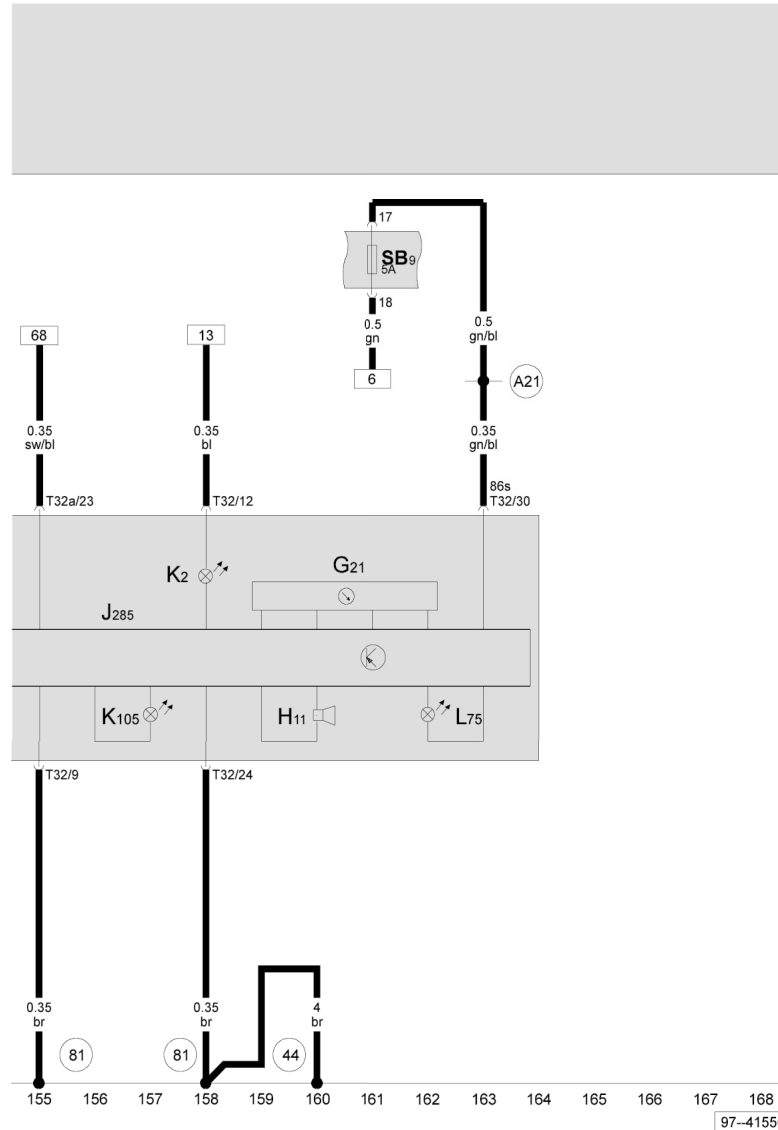 17
SB9
5A
18
0.5
gn
6
0.5
gn/bl
A21
68
13
0.35
sw/bl
0.35
bl
0.35
gn/bl
T32a/23
T32/12
86s
T32/30
K2
G21
J285
K105
H11
L75
T32/9
T32/24
0.35
br
0.35
br
4
br
81
81
44
155 156 157 158 159 160 161 162 163 164 165 166 167 168
97--4155